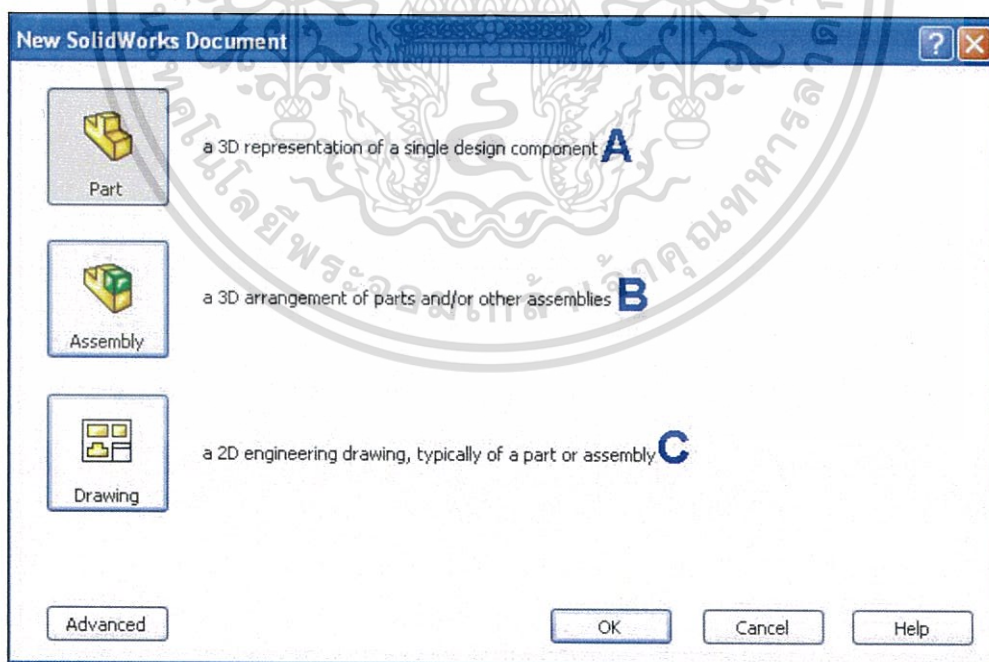 New SolidWorks Document
Part
a 3D representation of a single design component A
Assembly
a 3D arrangement of parts and/or other assemblies B
Drawing
a 2D engineering drawing, typically of a part or assembly C
Advanced
OK
Cancel
Help